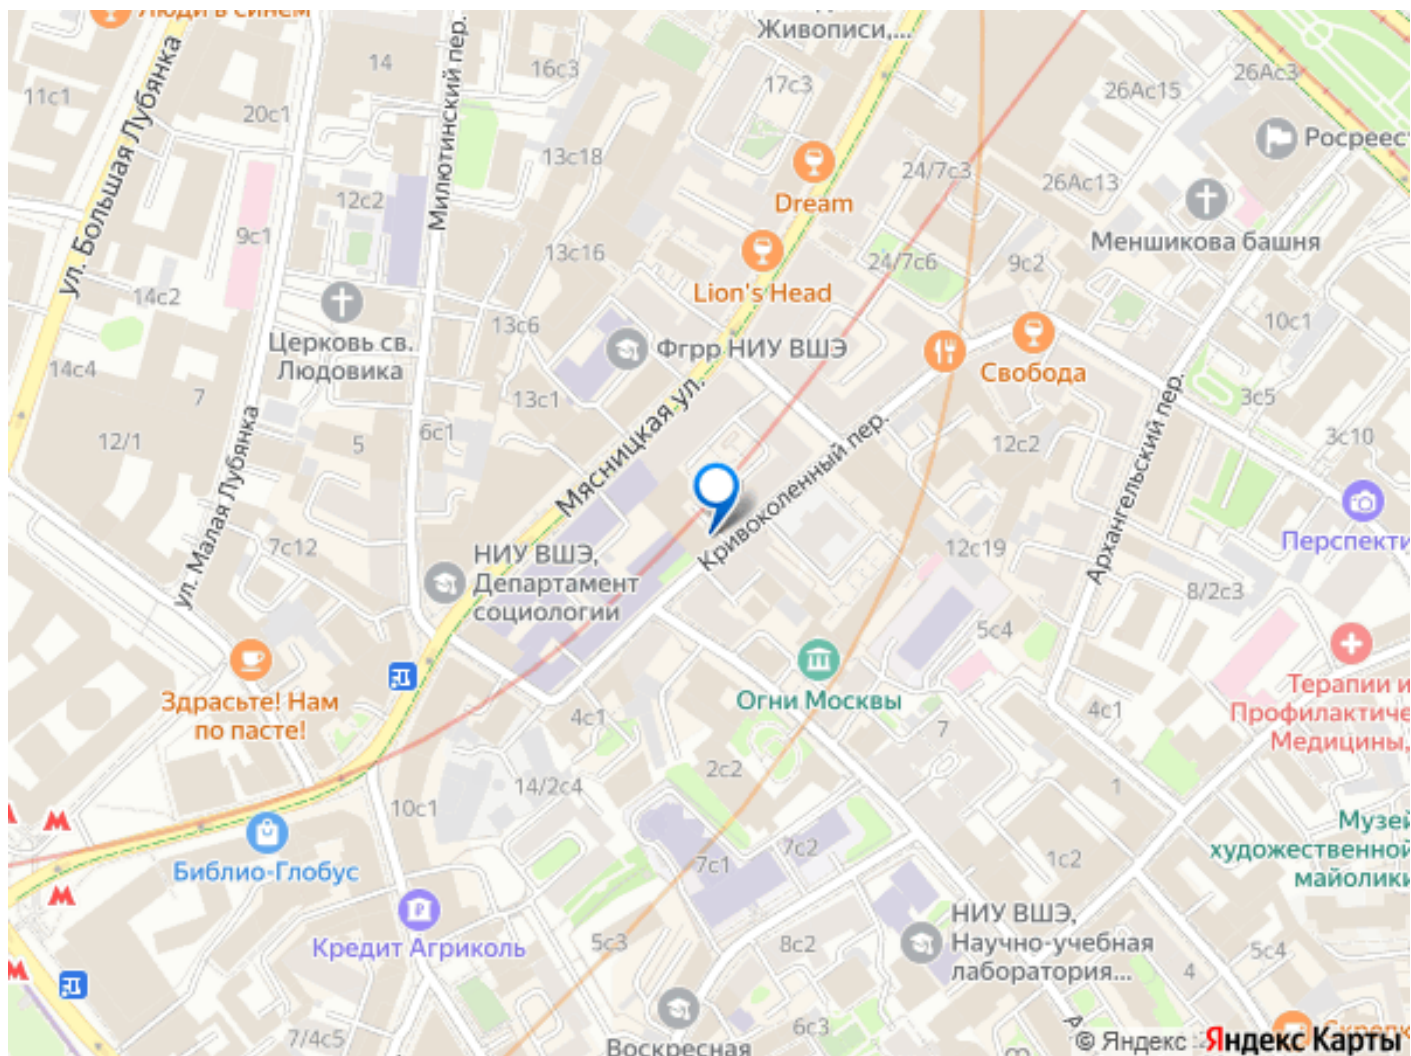 Люди в синем
Живописи,...
14
16с3
17с3
26Ас3
26Ас15
11с1
20с1
Росреест
13с18
24/7с3
26Ас13
12с2
Dream
ул. Большая Лубянка
Милютинский пер.
9с1
Меншикова башня
13с16
24/7с6
9с2
14с2
Lion's Head
13с6
10с1
Церковь св.
Людовика
Фгрр НИУ ВШЭ
14с4
Свобода
7
13с1
3с5
12/1
5
6с1
Мясницкая ул.
12с2
3с10
ул. Малая Лубянка
Кривоколенный пер.
Архангельский пер.
7с12
НИУ ВШЭ,
Департамент
социологии
12с19
Перспекти
8/2с3
5с4
Здрасьте! Нам
по пасте!
Огни Москвы
Терапии и
Профилактиче
Медицины,
4с1
7
4с1
2с2
14/2с4
1
10с1
Музей
художественной
майолики
Библио-Глобус
7с1
7с2
1с2
Кредит Агриколь
НИУ ВШЭ,
Научно-учебная
лаборатория...
5с3
8с2
5с4
4
7/4с5
6с3
Воскресная
© Яндекс
Яндекс Карты